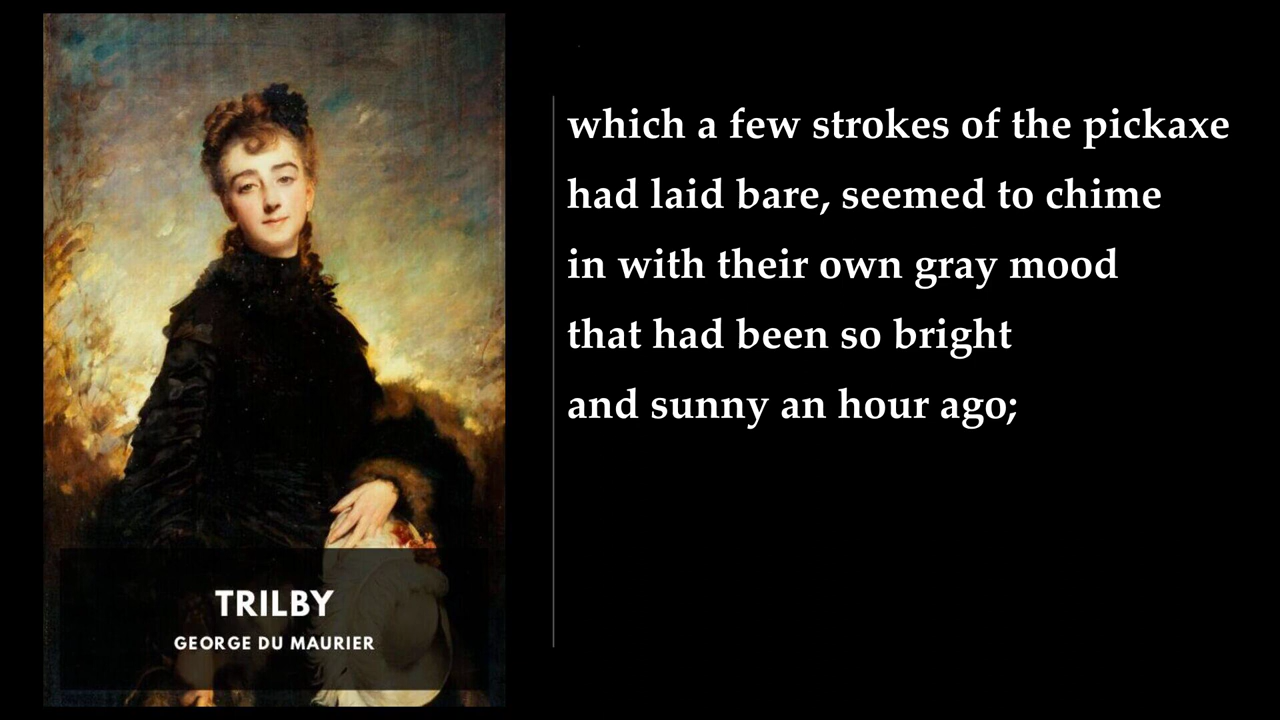 TRILBY
GEORGE DU MAURIER
which a few strokes of the pickaxe
had laid bare, seemed to chime
in with their own gray mood
that had been so bright
and sunny an hour ago;